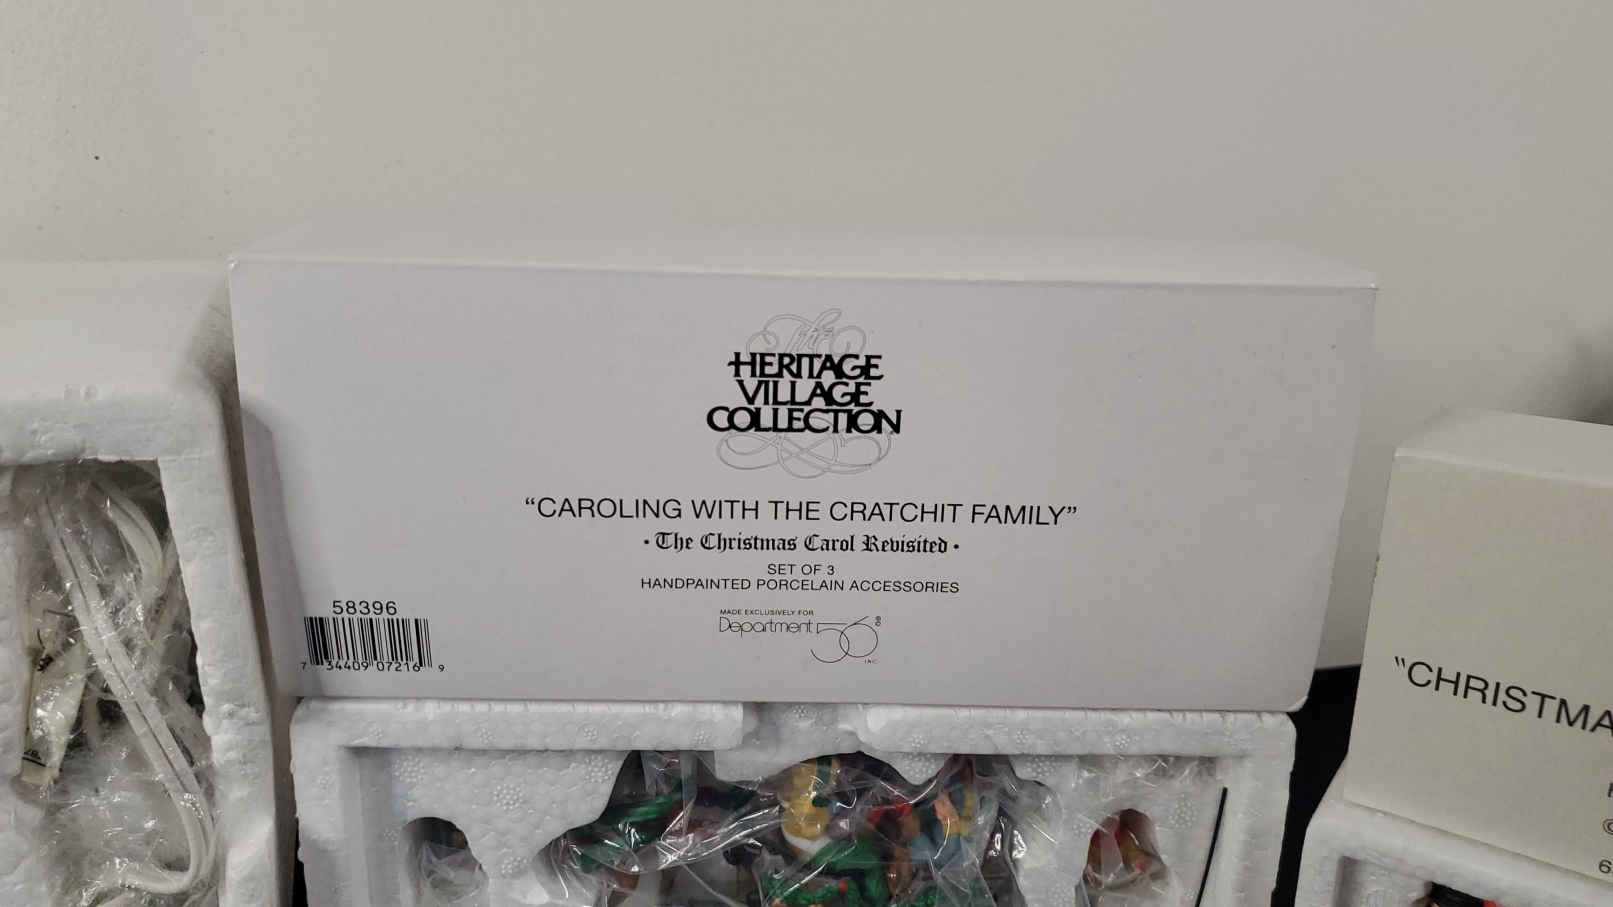 The
HERITAGE
VILLAGE
COLLECTION
“CAROLING WITH THE CRATCHIT FAMILY”
• The Christmas Carol Revisited •
SET OF 3
HANDPAINTED PORCELAIN ACCESSORIES
MADE EXCLUSIVELY FOR
Department 56
INC
58396
7 34409 07216 9
“CHRISTMA